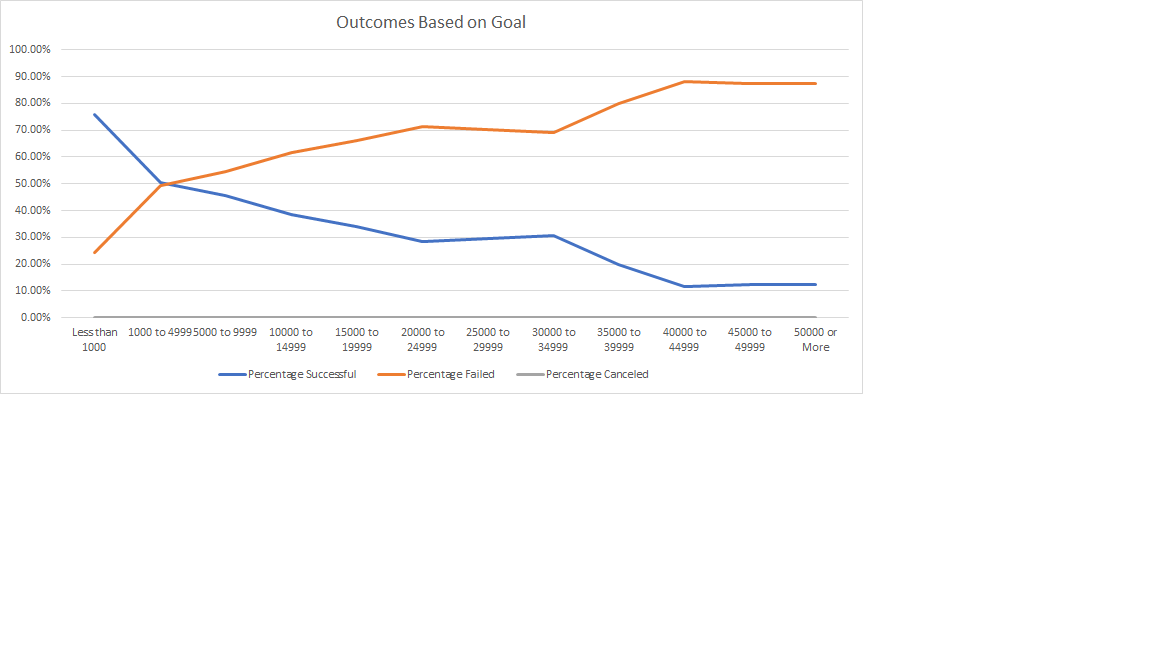 Outcomes Based on Goal
100.00%
90.00%
80.00%
70.00%
60.00%
50.00%
40.00%
30.00%
20.00%
10.00%
0.00%
Less than 1000 to 4999 5000 to 9999 10000 to 15000 to 20000 to 25000 to 30000 to 35000 to 40000 to 45000 to 50000 or
1000 14999 19999 24999 29999 34999 39999 44999 49999 More
Percentage Successful Percentage Failed Percentage Canceled